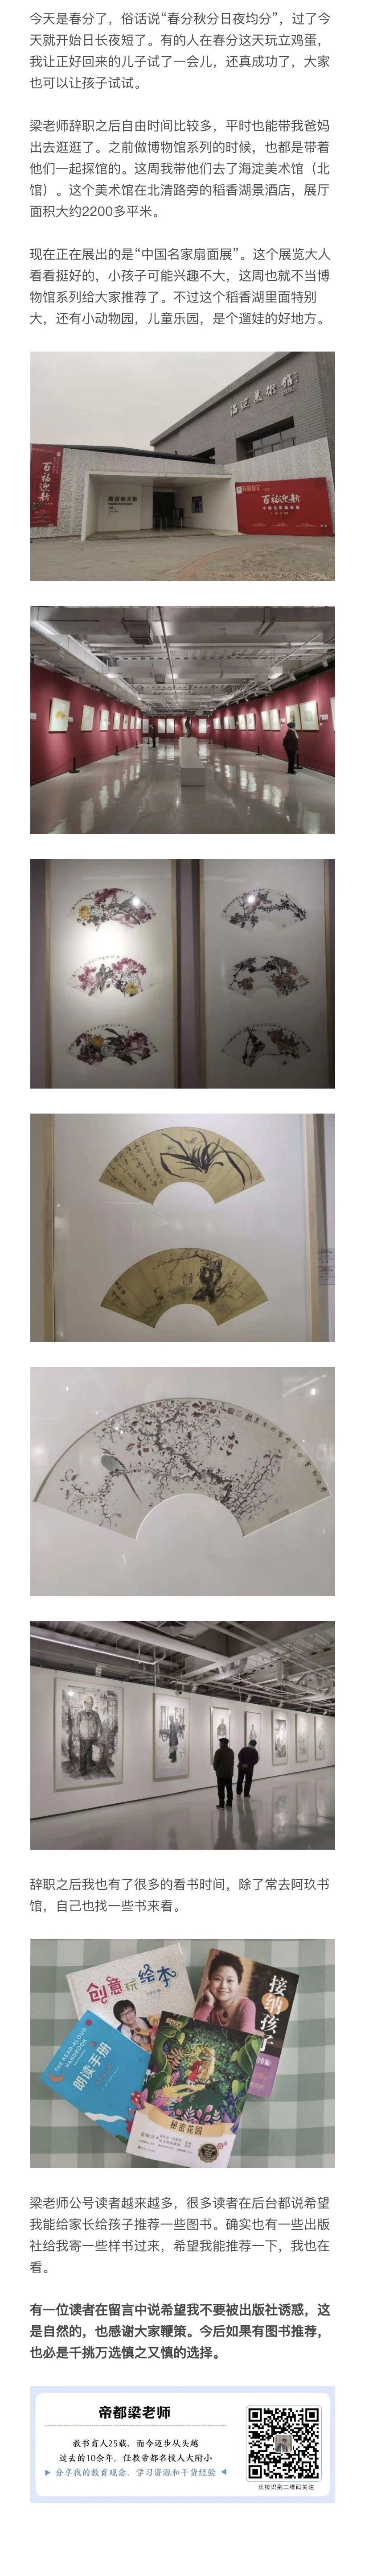 今天是春分了，俗话说“春分秋分日夜均分”，过了今
天就开始日长夜短了。有的人在春分这天玩立鸡蛋，
我让正好回来的儿子试了一会儿，还真成功了，大家
也可以让孩子试试。
梁老师辞职之后自由时间比较多，平时也能带我爸妈
出去逛逛了。之前做博物馆系列的时候，也都是带着
他们一起探馆的。这周我带他们去了海淀美术馆（北
馆）。这个美术馆在北清路旁的稻香湖景酒店，展厅
面积大约2200多平米。
现在正在展出的是“中国名家扇面展”。这个展览大人
看看挺好的，小孩子可能兴趣不大，这周也就不当博
物馆系列给大家推荐了。不过这个稻香湖里面特别
大，还有小动物园，儿童乐园，是个遛娃的好地方。
海淀美術館
百福迎新
海淀美术馆
百福迎新
辞职之后我也有了很多的看书时间，除了常去阿玖书
馆，自己也找一些书来看。
创意玩绘本
接纳孩子
THE READ-ALOUD
HANDBOOK
朗读手册
秘密花园
梁老师公号读者越来越多，很多读者在后台都说希望
我能给家长给孩子推荐一些图书。确实也有一些出版
社给我寄一些样书过来，希望我能推荐一下，我也在
看。
有一位读者在留言中说希望我不要被出版社诱惑，这
是自然的，也感谢大家鞭策。今后如果有图书推荐，
也必是千挑万选慎之又慎的选择。
帝都梁老师
教书育人25载，而今迈步从头越
过去的10余年，任教帝都名校人大附小
▶ 分享我的教育观念、学习资源和干货经验 ◀
长按识别二维码关注